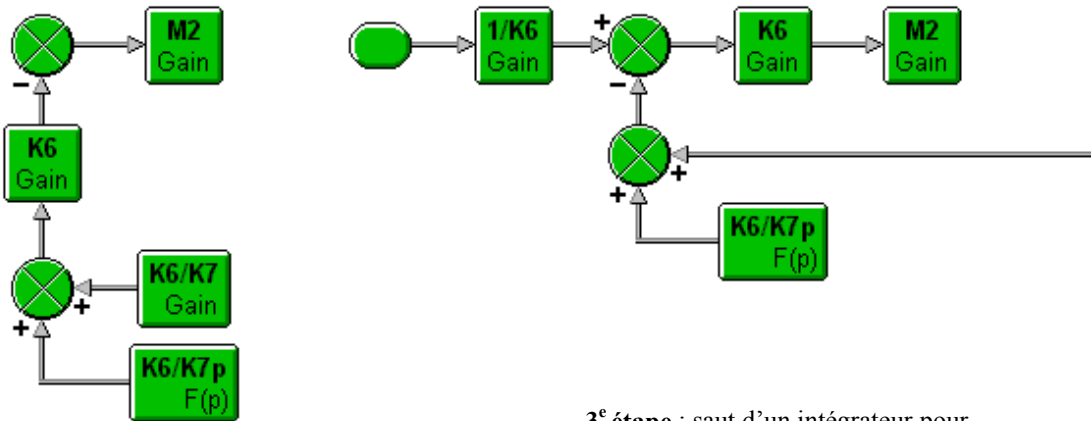 M2
Gain
K6
Gain
K6/K7
Gain
K6/K7p
F(p)
1/K6
Gain
K6
Gain
M2
Gain
K6/K7p
F(p)
3e étape : saut d'un intégrateur pour